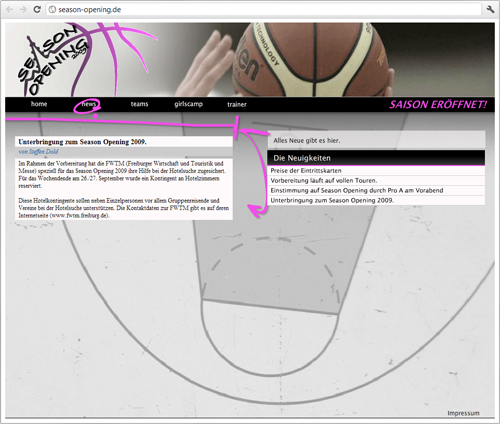 season-opening.de
SEASON
OPENING
2009
TECHNOLOGY
home news teams girlscamp trainer
SAISON ERÖFFNET!
Unterbringung zum Season Opening 2009.
von Steffen Dold
Im Rahmen der Vorbereitung hat die FWTM (Freiburger Wirtschaft und Touristik und
Messe) speziell für das Season Opening 2009 ihre Hilfe bei der Hotelsuche zugesichert.
Für das Wochenende am 26./27. September wurde ein Kontingent an Hotelzimmern
reserviert.
Diese Hotelkontingente sollen neben Einzelpersonen vor allem Gruppenreisende und
Vereine bei der Hotelsuche unterstützen. Die Kontaktdaten zur FWTM gibt es auf deren
Internetseite (www.fwtm.freiburg.de).
Alles Neue gibt es hier.
Die Neuigkeiten
Preise der Eintrittskarten
Vorbereitung läuft auf vollen Touren.
Einstimmung auf Season Opening durch Pro A am Vorabend
Unterbringung zum Season Opening 2009.
Impressum